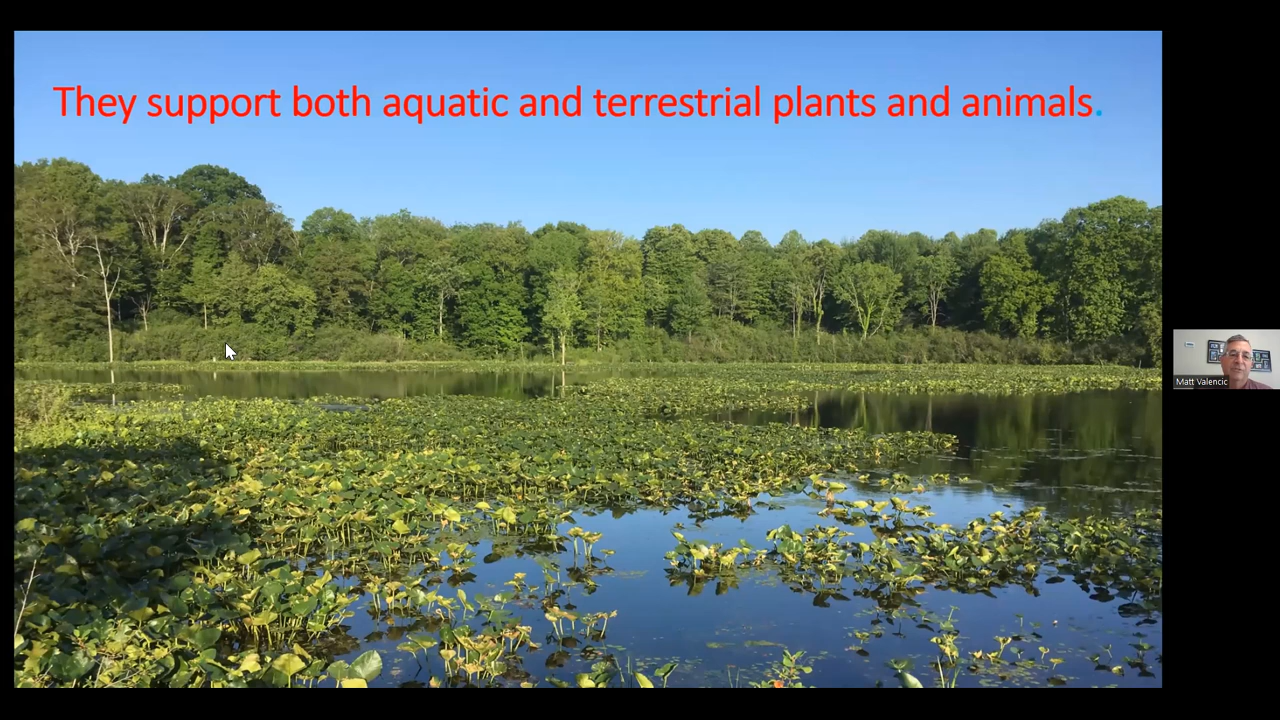 They support both aquatic and terrestrial plants and animals.
Matt Valencic